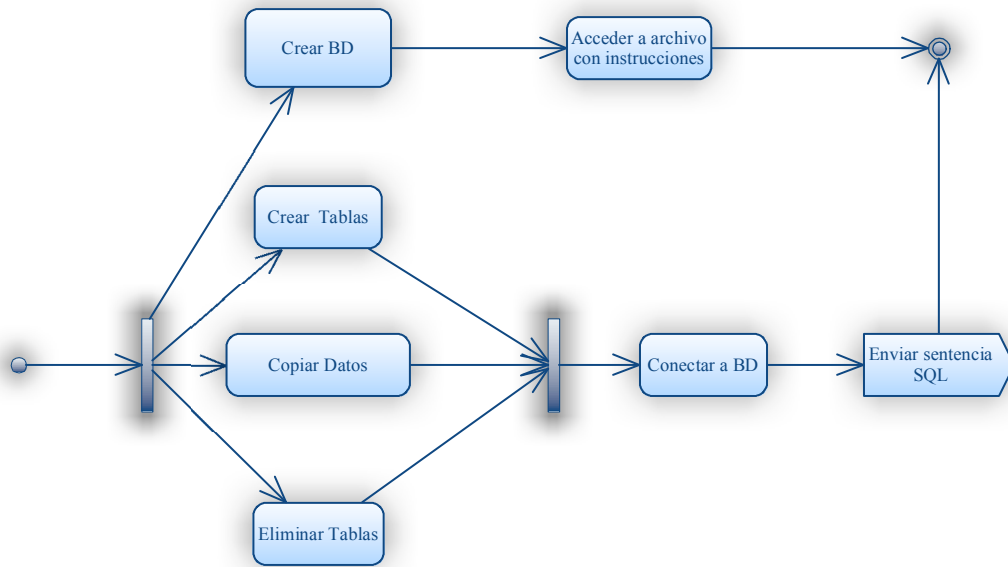 Crear BD
Acceder a archivo
con instrucciones
Crear Tablas
Copiar Datos
Conectar a BD
Enviar sentencia
SQL
Eliminar Tablas